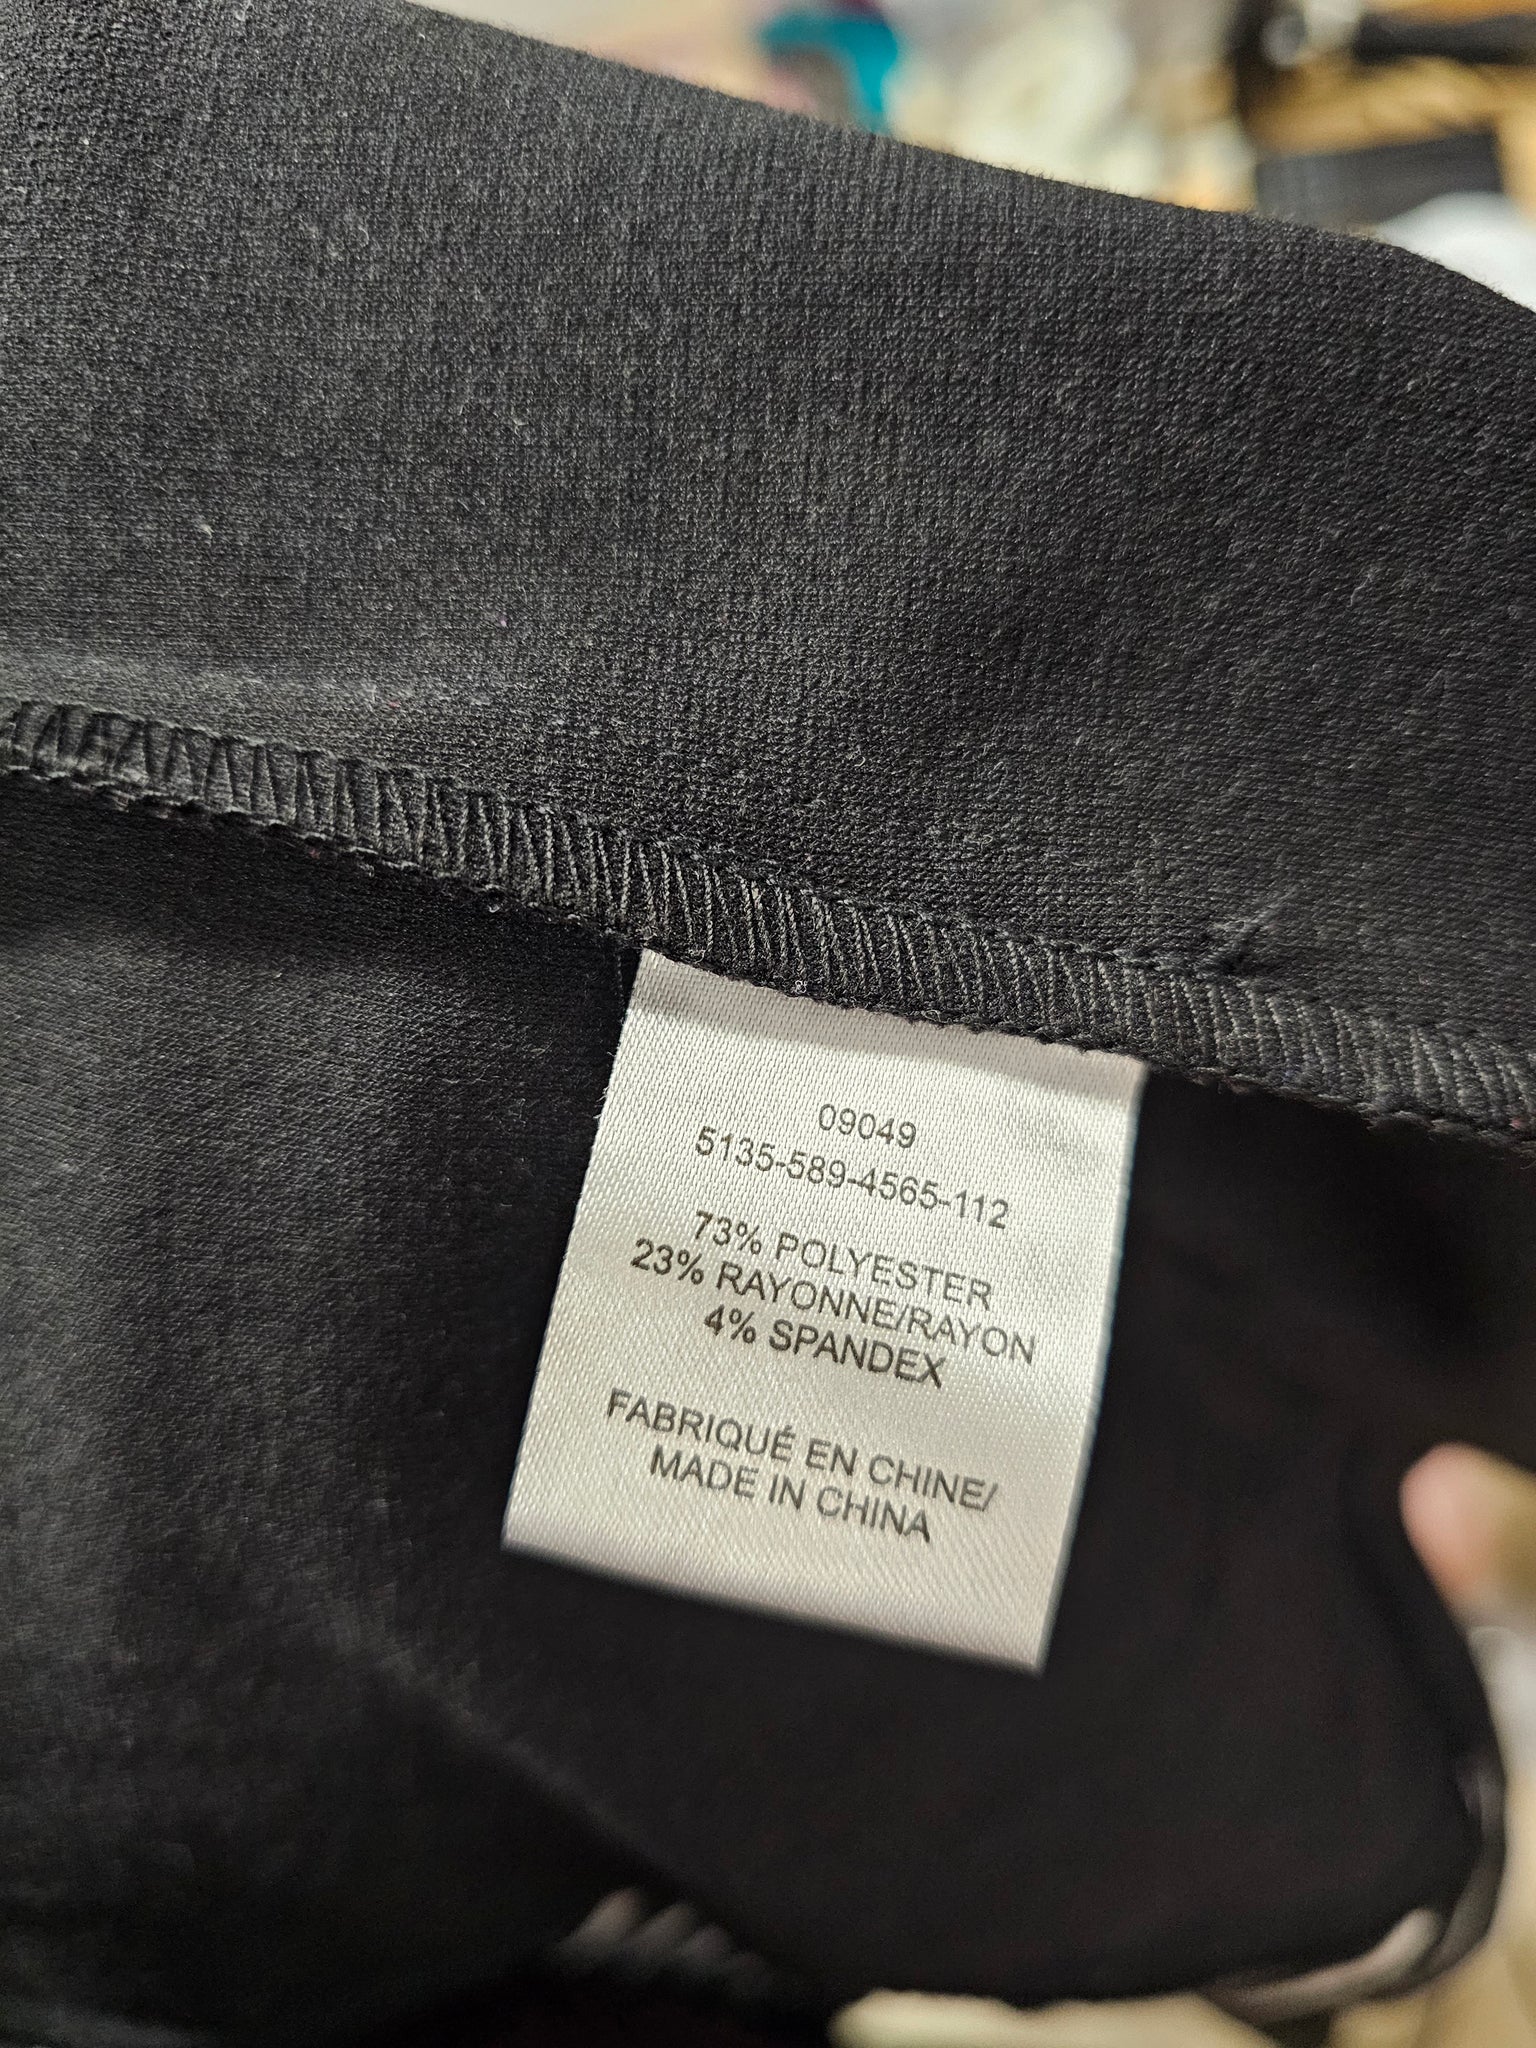 09049
5135-589-4565-112
73% POLYESTER
23% RAYONNE/RAYON
4% SPANDEX
FABRIQUÉ EN CHINE/
MADE IN CHINA